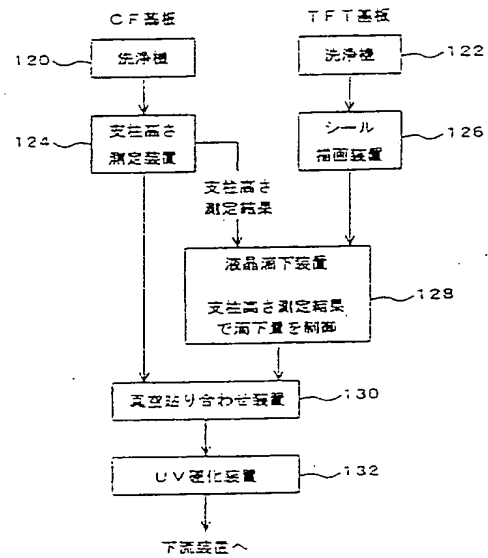 CF基板
TFT基板
120
洗浄機
洗浄機
122
124
支柱高さ
測定装置
シール
描画装置
126
支柱高さ
測定結果
液晶滴下装置
支柱高さ測定結果
で滴下量を制御
128
真空貼り合わせ装置
130
UV硬化装置
132
下流装置へ